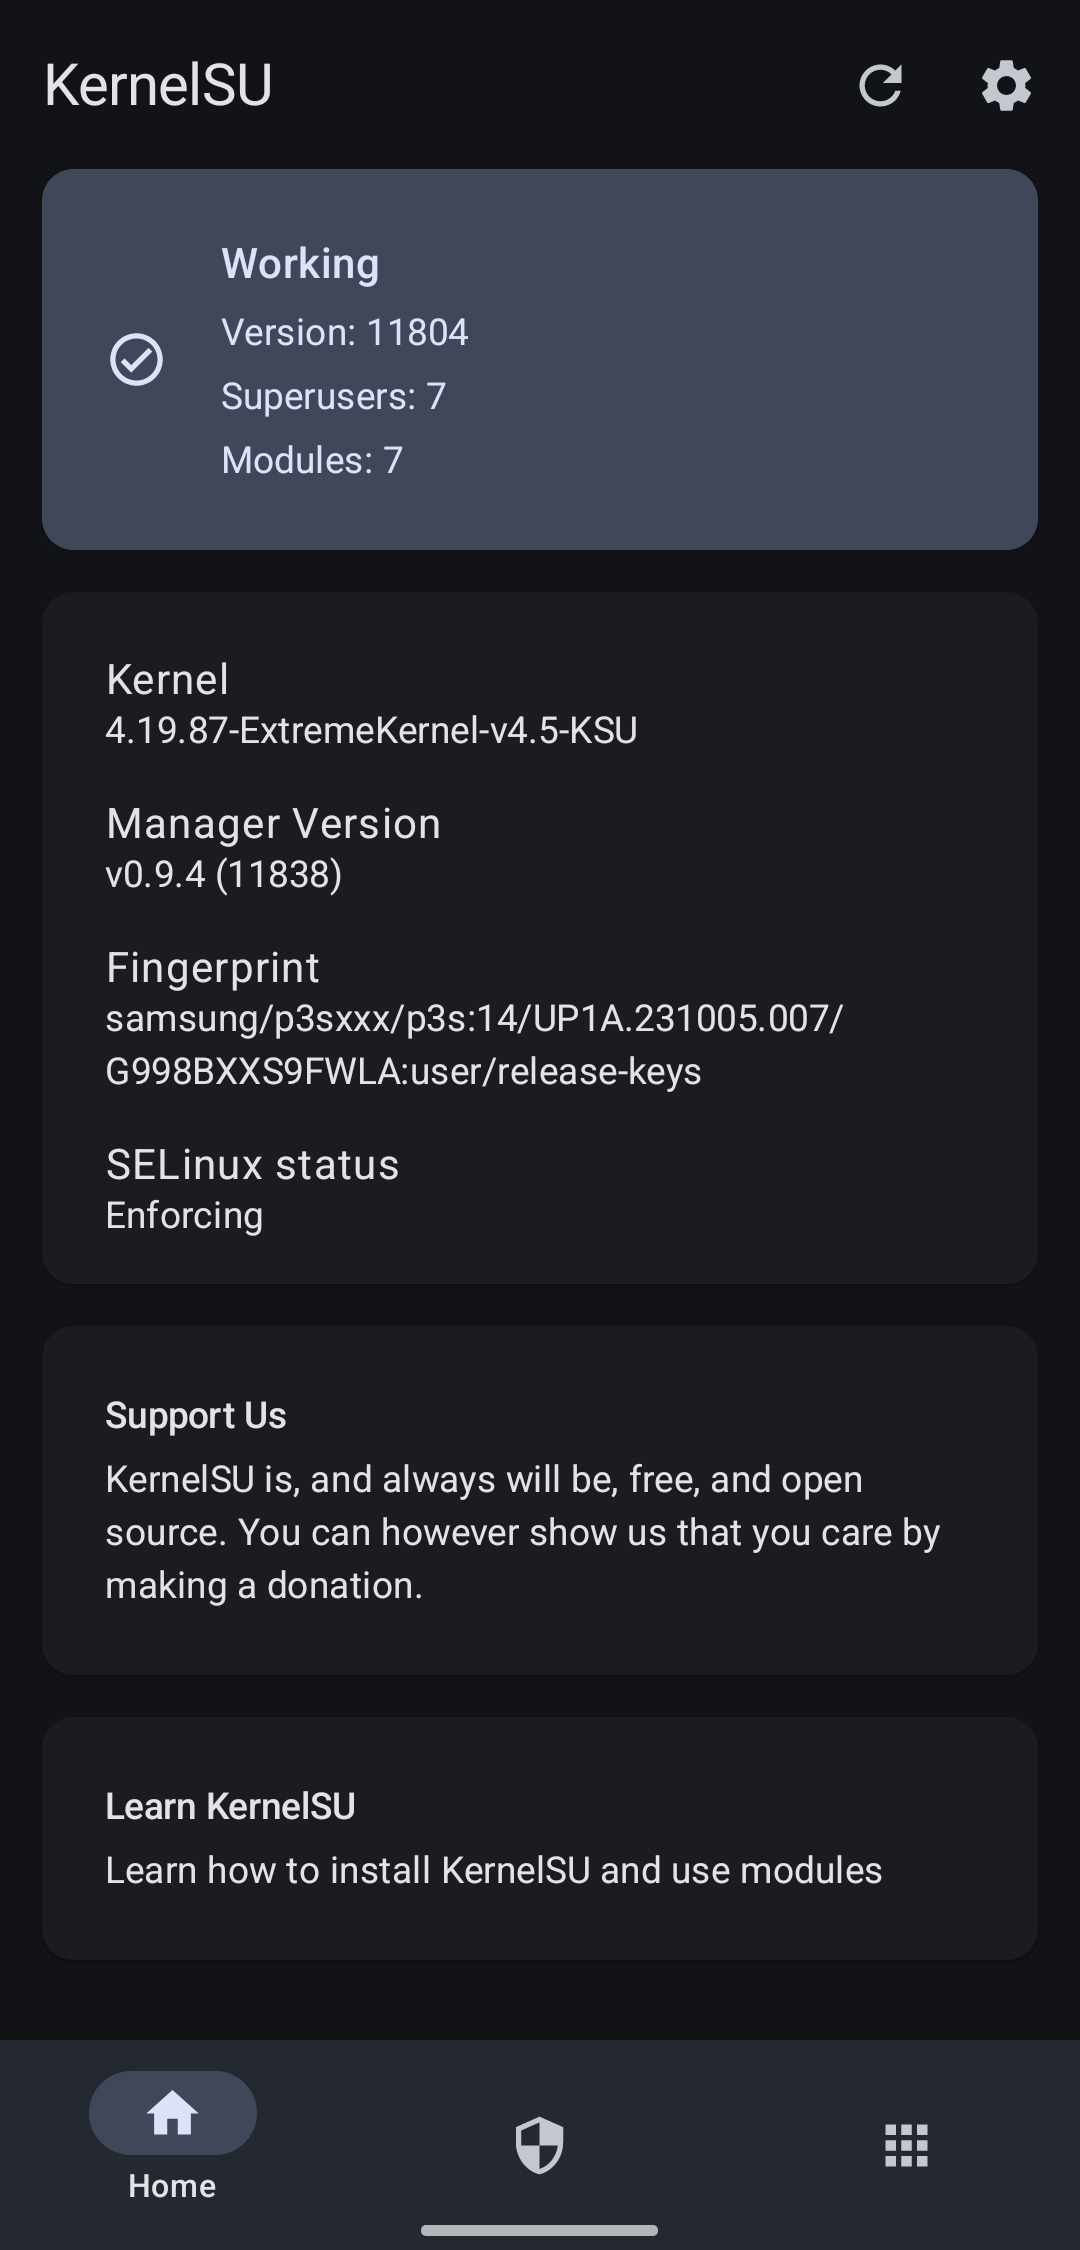 KernelSU
Working
Version: 11804
Superusers: 7
Modules: 7
Kernel
4.19.87-ExtremeKernel-v4.5-KSU
Manager Version
v0.9.4 (11838)
Fingerprint
samsung/p3sxxx/p3s:14/UP1A.231005.007/
G998BXXS9FWLA:user/release-keys
SELinux status
Enforcing
Support Us
KernelSU is, and always will be, free, and open
source. You can however show us that you care by
making a donation.
Learn KernelSU
Learn how to install KernelSU and use modules
Home